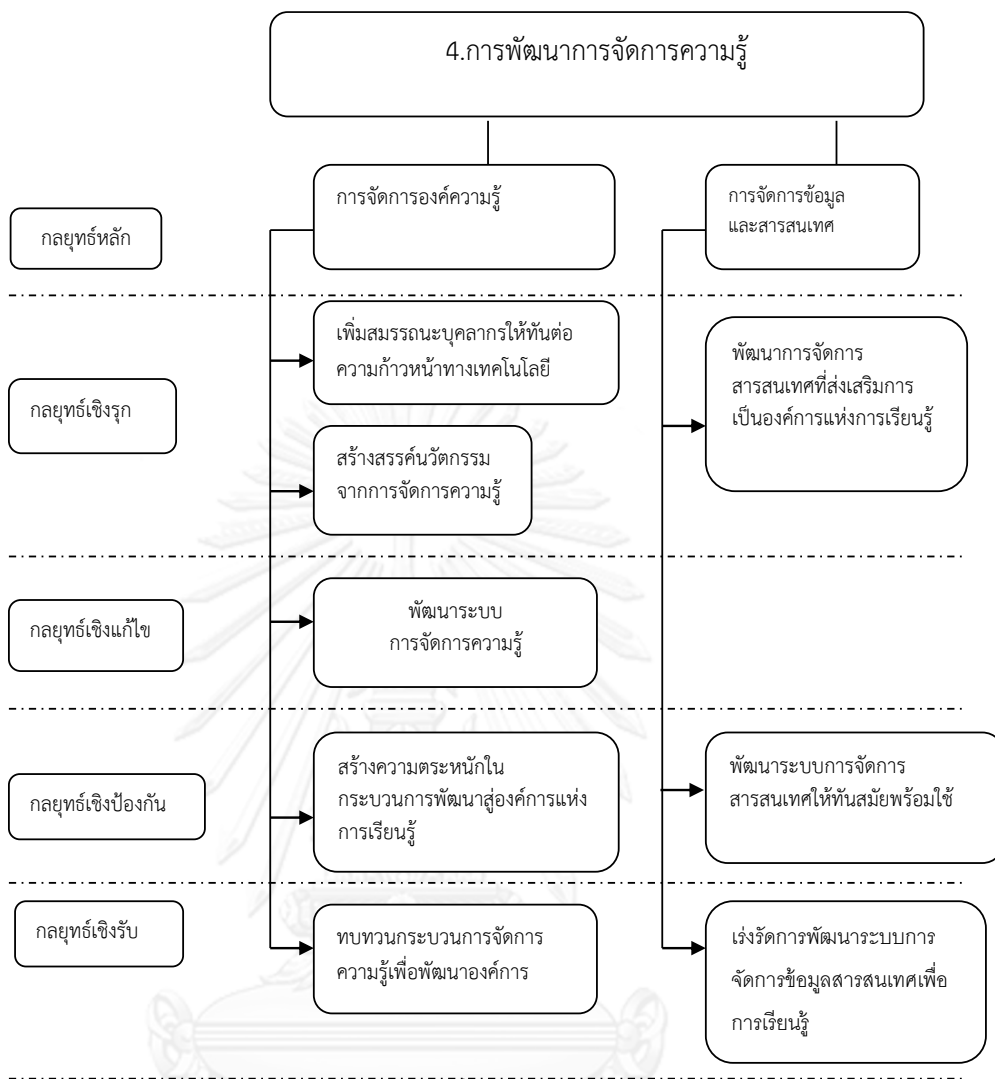 4.การพัฒนาการจัดการความรู้
กลยุทธ์หลัก
การจัดการองค์ความรู้
การจัดการข้อมูล
และสารสนเทศ
กลยุทธ์เชิงรุก
เพิ่มสมรรถนะบุคลากรให้ทันต่อ
ความก้าวหน้าทางเทคโนโลยี
สร้างสรรค์นวัตกรรม
จากการจัดการความรู้
พัฒนาการจัดการ
สารสนเทศที่ส่งเสริมการ
เป็นองค์การแห่งการเรียนรู้
กลยุทธ์เชิงแก้ไข
พัฒนาระบบ
การจัดการความรู้
กลยุทธ์เชิงป้องกัน
สร้างความตระหนักใน
กระบวนการพัฒนาสู่องค์การแห่ง
การเรียนรู้
พัฒนาระบบการจัดการ
สารสนเทศให้ทันสมัยพร้อมใช้
กลยุทธ์เชิงรับ
ทบทวนกระบวนการจัดการ
ความรู้เพื่อพัฒนาองค์การ
เร่งรัดการพัฒนาระบบการ
จัดการข้อมูลสารสนเทศเพื่อ
การเรียนรู้